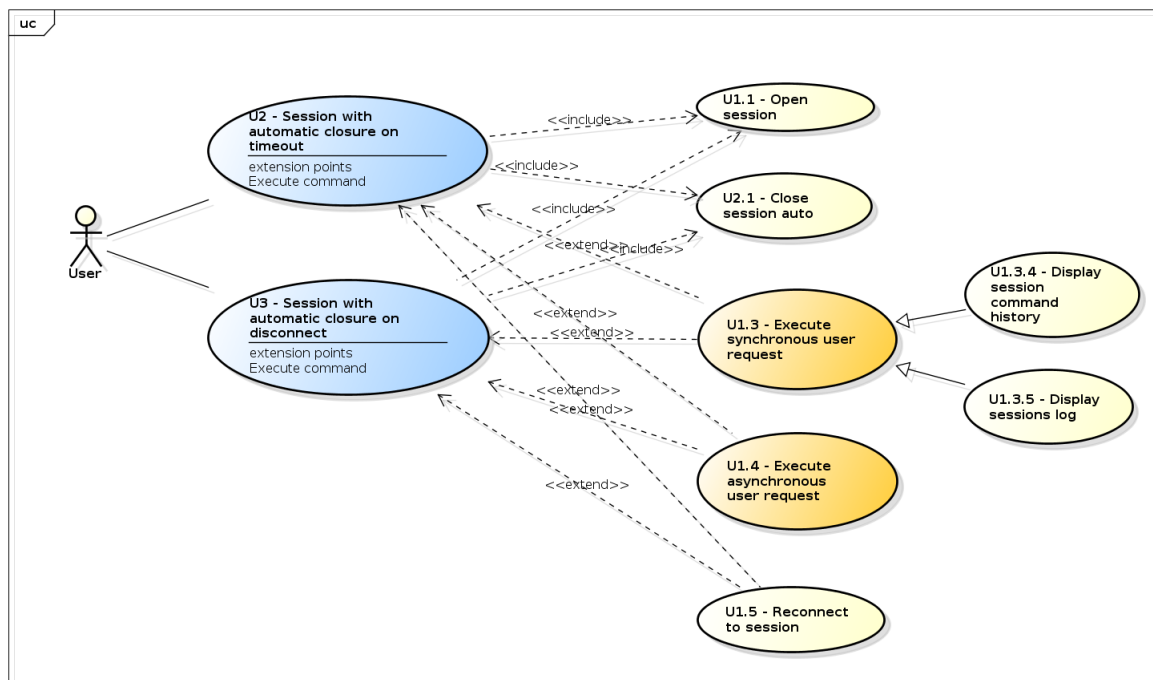 uc
U2 - Session with
automatic closure on
timeout
extension points
Execute command
User
U3 - Session with
automatic closure on
disconnect
extension points
Execute command
<<include>>
<<include>>
<<include>>
<<extend>>
<<include>>
<<extend>>
<<extend>>
<<extend>>
<<extend>>
<<extend>>
U1.1 - Open
session
U2.1 - Close
session auto
U1.3 - Execute
synchronous user
request
U1.4 - Execute
asynchronous
user request
U1.5 - Reconnect
to session
U1.3.4 - Display
session
command
history
U1.3.5 - Display
sessions log